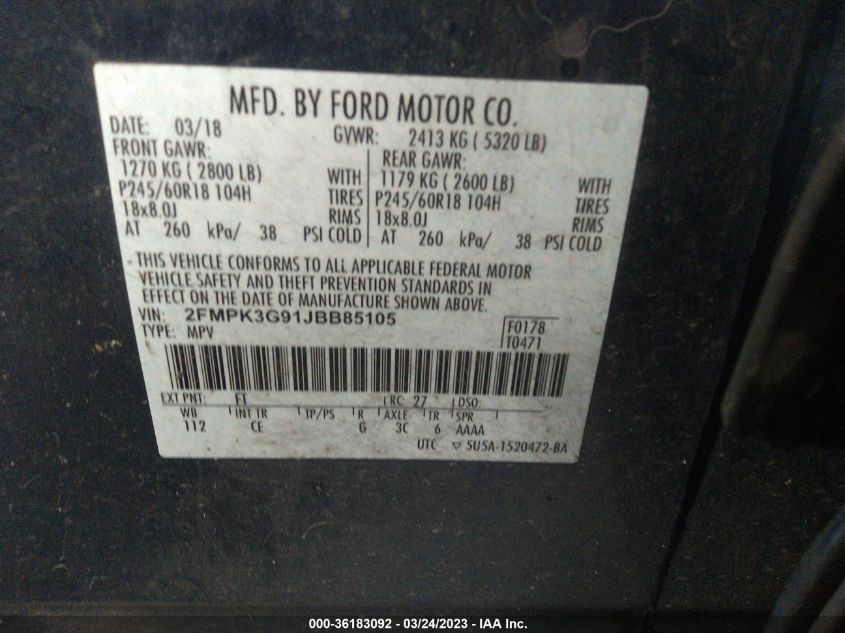 MFD. BY FORD MOTOR CO.
DATE: 03/18 GVWR: 2413 KG ( 5320 LB)
FRONT GAWR: REAR GAWR:
1270 KG ( 2800 LB) WITH 1179 KG ( 2600 LB) WITH
P245/60R18 104H TIRES P245/60R18 104H TIRES
18x8.0J RIMS 18x8.0J RIMS
AT 260 kPa/ 38 PSI COLD AT 260 kPa/ 38 PSI COLD
THIS VEHICLE CONFORMS TO ALL APPLICABLE FEDERAL MOTOR
VEHICLE SAFETY AND THEFT PREVENTION STANDARDS IN
EFFECT ON THE DATE OF MANUFACTURE SHOWN ABOVE.
VIN: 2FMPK3G91JBB85105 F0178
TYPE: MPV T0471
EXT PNT: FT RC: 27 DSO:
WB INT TR TP/PS R AXLE TR SPR
112 CE G 3C 6 AAAA
UTC ▽ 5U5A-1520472-BA
000-36183092 - 03/24/2023 - IAA Inc.